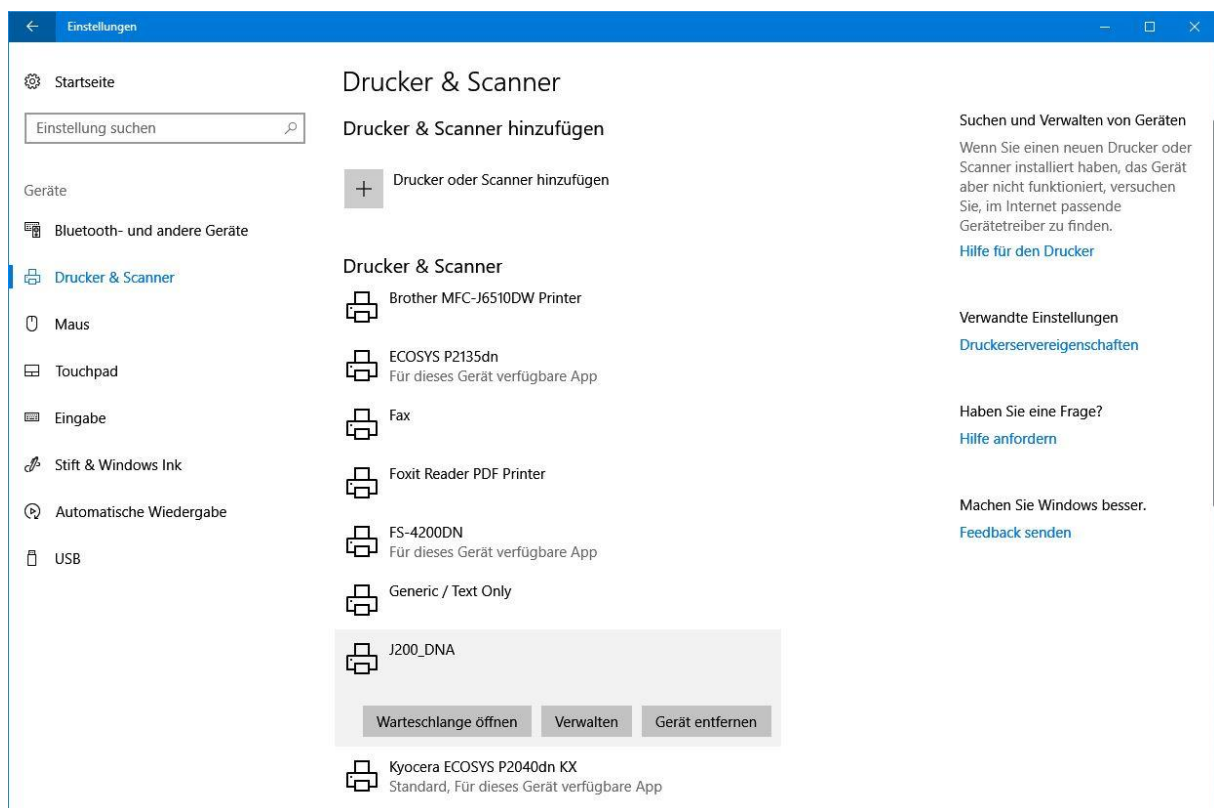 Einstellungen
Startseite
Einstellung suchen
Geräte
Bluetooth- und andere Geräte
Drucker & Scanner
Maus
Touchpad
Eingabe
Stift & Windows Ink
Automatische Wiedergabe
USB
Drucker & Scanner
Drucker & Scanner hinzufügen
Drucker oder Scanner hinzufügen
Drucker & Scanner
Brother MFC-J6510DW Printer
ECOSYS P2135dn
Für dieses Gerät verfügbare App
Fax
Foxit Reader PDF Printer
FS-4200DN
Für dieses Gerät verfügbare App
Generic / Text Only
J200_DNA
Warteschlange öffnen
Verwalten
Gerät entfernen
Kyocera ECOSYS P2040dn KX
Standard, Für dieses Gerät verfügbare App
Suchen und Verwalten von Geräten
Wenn Sie einen neuen Drucker oder
Scanner installiert haben, das Gerät
aber nicht funktioniert, versuchen
Sie, im Internet passende
Gerätetreiber zu finden.
Hilfe für den Drucker
Verwandte Einstellungen
Druckerservereigenschaften
Haben Sie eine Frage?
Hilfe anfordern
Machen Sie Windows besser.
Feedback senden